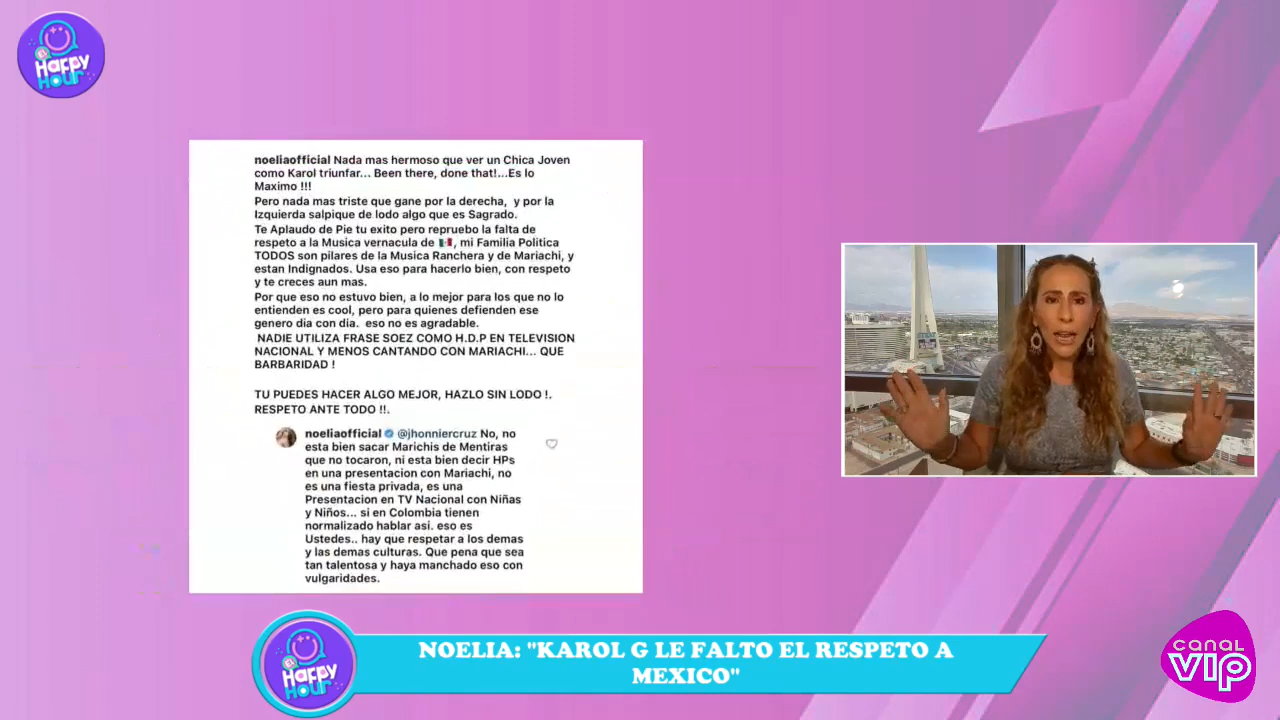 EL
Happy
Hour
noeliaofficial Nada mas hermoso que ver un Chica Joven
como Karol triunfar... Been there, done that!...Es lo
Maximo !!!
Pero nada mas triste que gane por la derecha, y por la
Izquierda salpique de lodo algo que es Sagrado.
Te Aplaudo de Pie tu exito pero repruebo la falta de
respeto a la Musica vernacula de 🇲🇽, mi Familia Politica
TODOS son pilares de la Musica Ranchera y de Mariachi, y
estan Indignados. Usa eso para hacerlo bien, con respeto
y te creces aun mas.
Por que eso no estuvo bien, a lo mejor para los que no lo
entienden es cool, pero para quienes defienden ese
genero dia con dia. eso no es agradable.
NADIE UTILIZA FRASE SOEZ COMO H.D.P EN TELEVISION
NACIONAL Y MENOS CANTANDO CON MARIACHI... QUE
BARBARIDAD !
TU PUEDES HACER ALGO MEJOR, HAZLO SIN LODO !.
RESPETO ANTE TODO !!.
noeliaofficial @jhonniercruz No, no
esta bien sacar Marichis de Mentiras
que no tocaron, ni esta bien decir HPs
en una presentacion con Mariachi, no
es una fiesta privada, es una
Presentacion en TV Nacional con Niñas
y Niños... si en Colombia tienen
normalizado hablar así. eso es
Ustedes.. hay que respetar a los demas
y las demas culturas. Que pena que sea
tan talentosa y haya manchado eso con
vulgaridades.
EL
Happy
Hour
NOELIA: "KAROL G LE FALTO EL RESPETO A
MEXICO"
CANAL
VIP